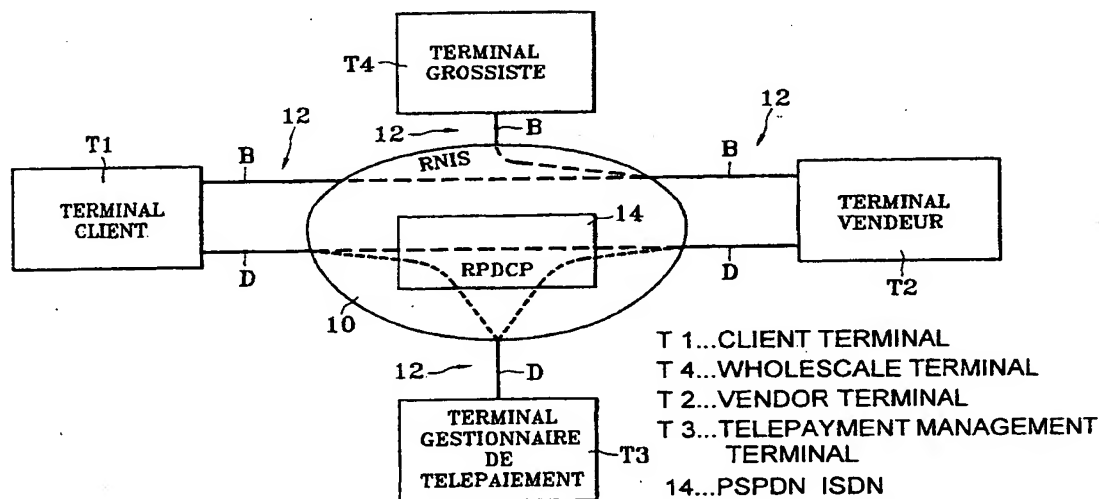 TERMINAL
GROSSISTE
T4
12
12
B
12
T1
B
RNIS
B
TERMINAL
CLIENT
14
TERMINAL
VENDEUR
D
RPDCP
D
T2
10
12
D
TERMINAL
GESTIONNAIRE
DE
TELEPAIEMENT
T3
T 1...CLIENT TERMINAL
T 4...WHOLESCALE TERMINAL
T 2...VENDOR TERMINAL
T 3...TELEPAYMENT MANAGEMENT
TERMINAL
14...PSPDN ISDN